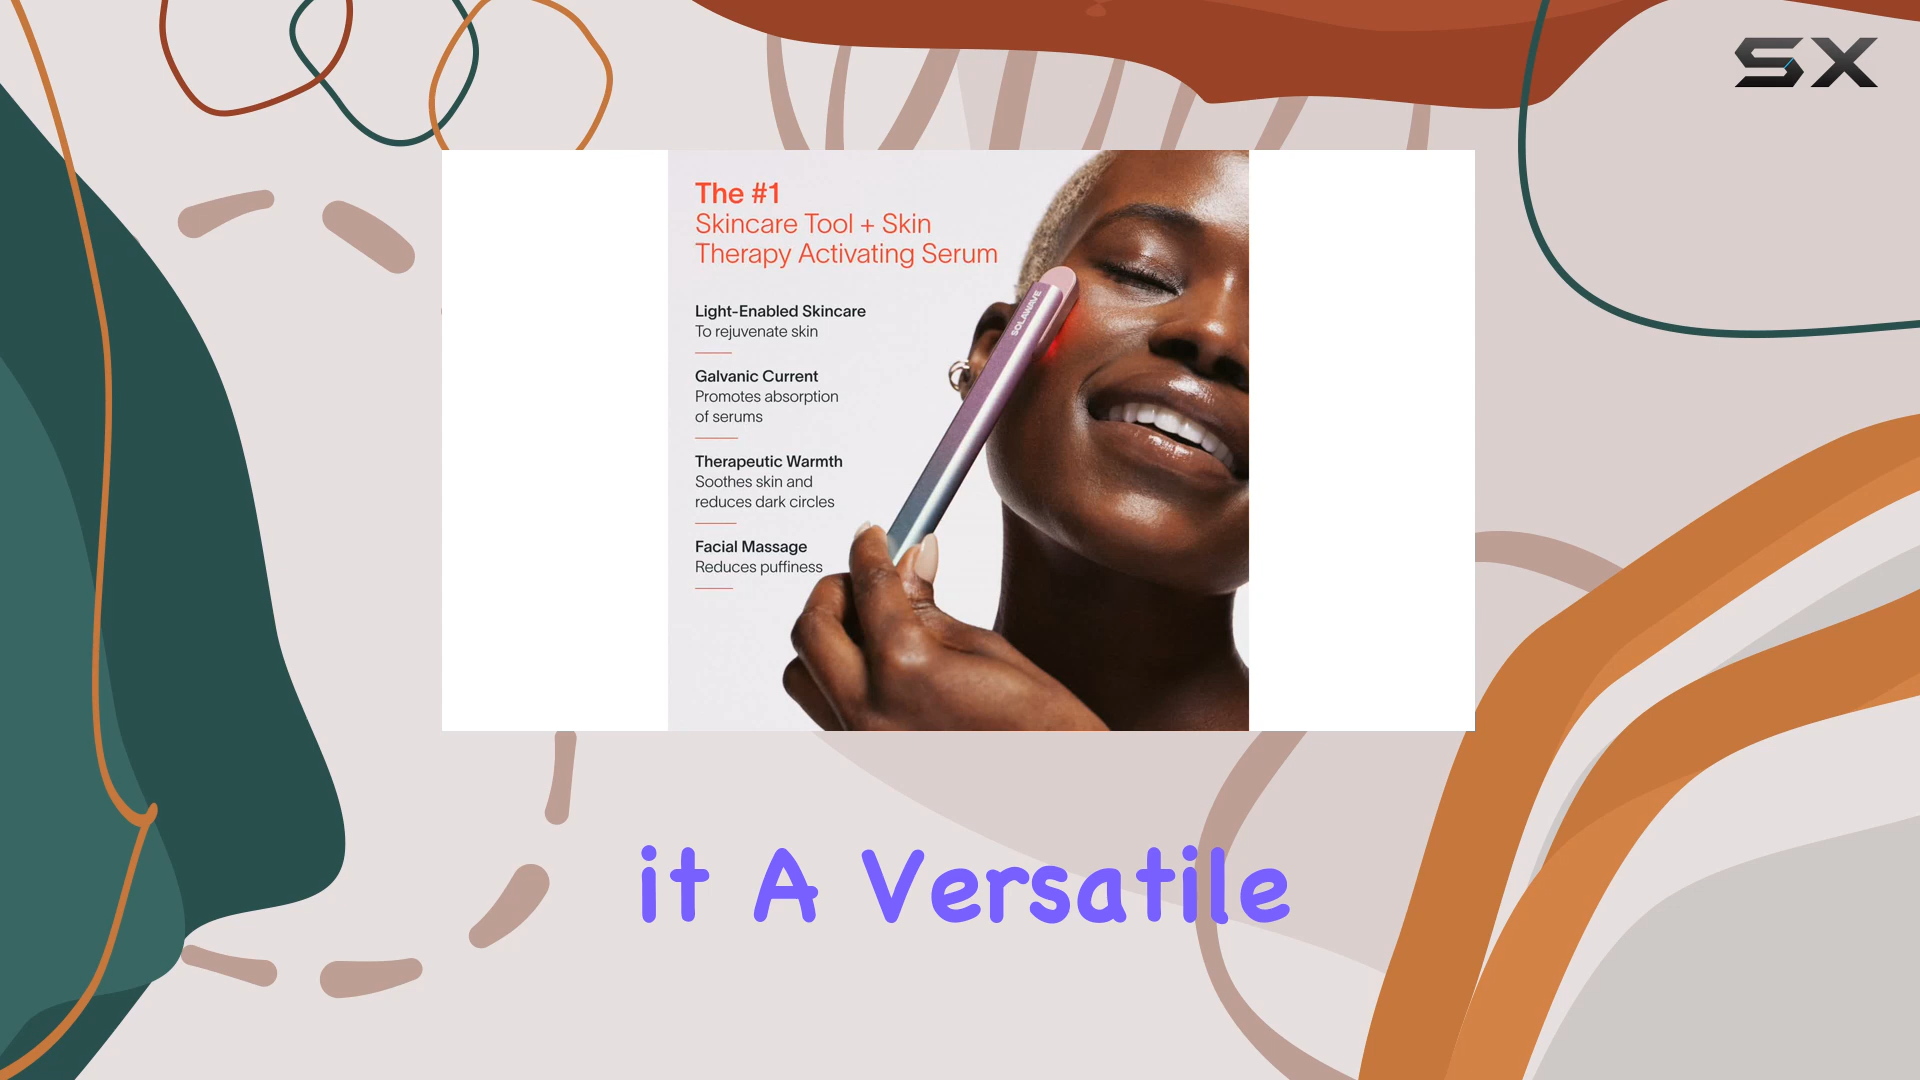 SX
The #1
Skincare Tool + Skin
Therapy Activating Serum
Light-Enabled Skincare
To rejuvenate skin
Galvanic Current
Promotes absorption
of serums
Therapeutic Warmth
Soothes skin and
reduces dark circles
Facial Massage
Reduces puffiness
SOLAWAVE
it A Versatile